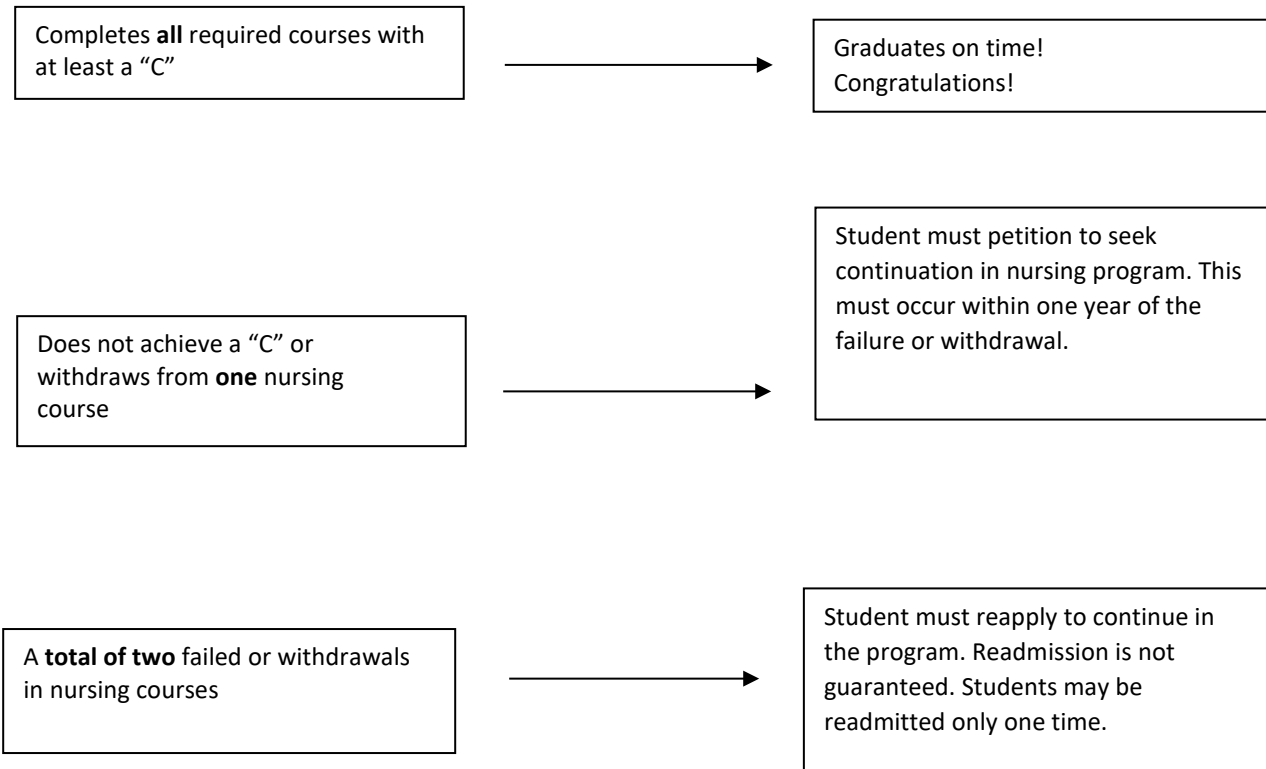 Completes all required courses with
at least a “C”
Graduates on time!
Congratulations!
Does not achieve a “C” or
withdraws from one nursing
course
Student must petition to seek
continuation in nursing program. This
must occur within one year of the
failure or withdrawal.
A total of two failed or withdrawals
in nursing courses
Student must reapply to continue in
the program. Readmission is not
guaranteed. Students may be
readmitted only one time.